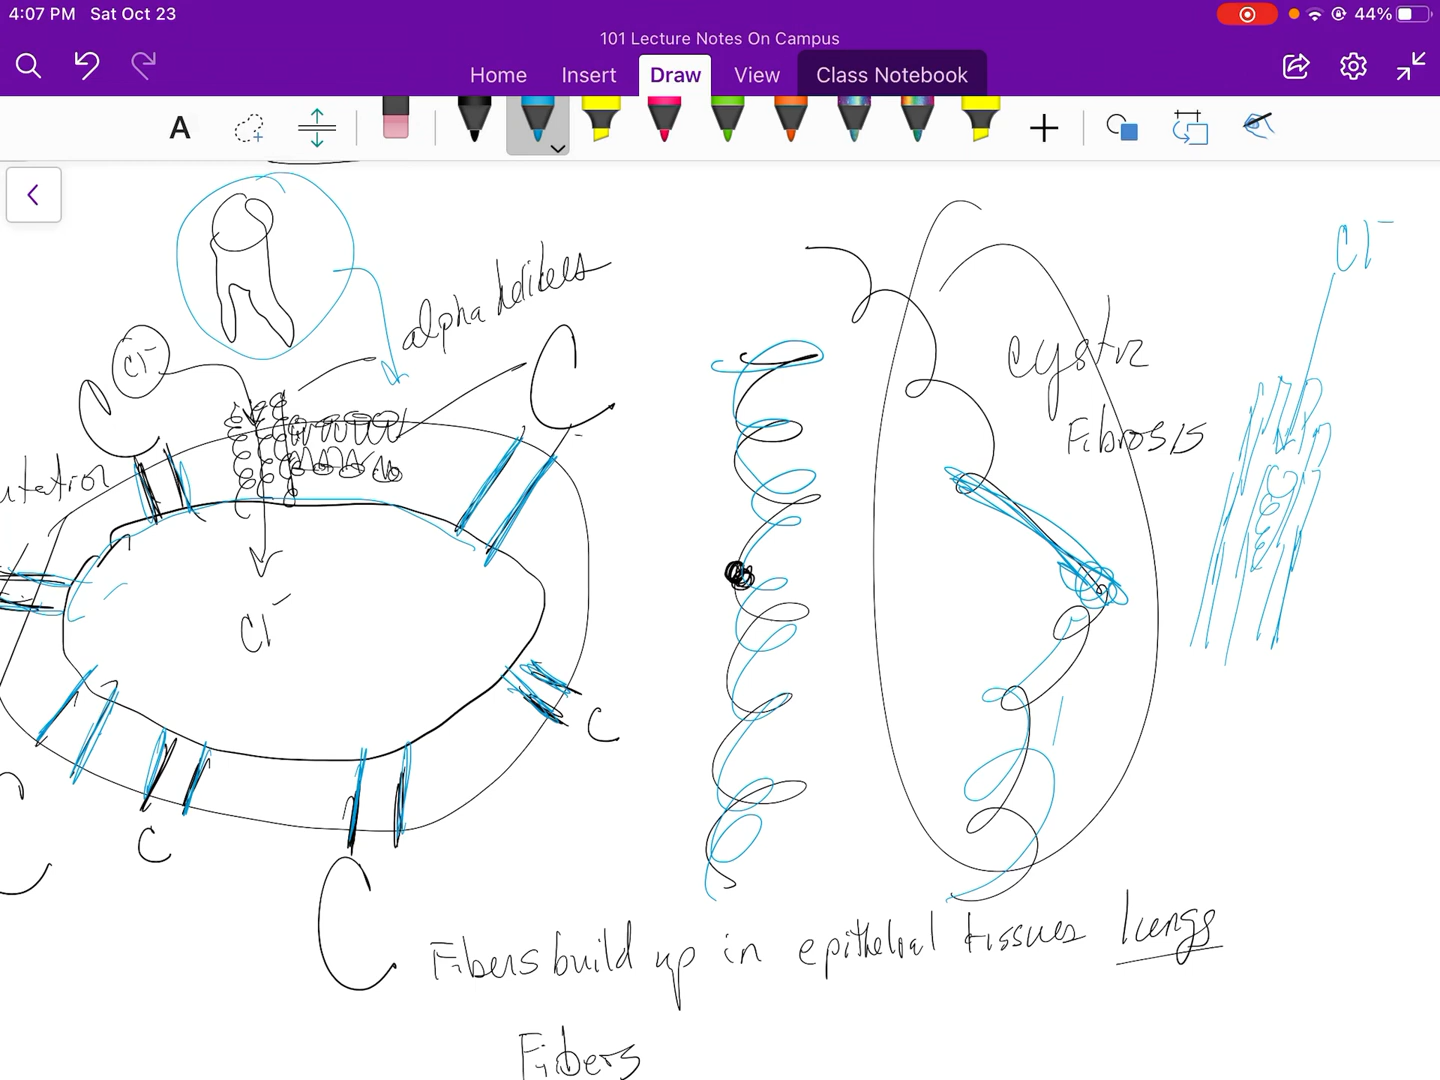 4:07 PM Sat Oct 23
44%
101 Lecture Notes On Campus
Home Insert Draw View Class Notebook
A
Cl⁻
alpha helices
Cl⁻
C
C
cystic
Fibrosis
Cl⁻
C
C
C
C
Fibers build up in epithelial tissues lungs
Fibers